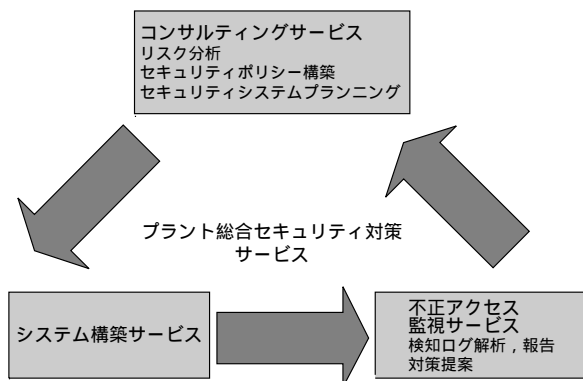 コンサルティングサービス
リスク分析
セキュリティポリシー構築
セキュリティシステムプランニング
プラント総合セキュリティ対策
サービス
システム構築サービス
不正アクセス
監視サービス
検知ログ解析，報告
対策提案